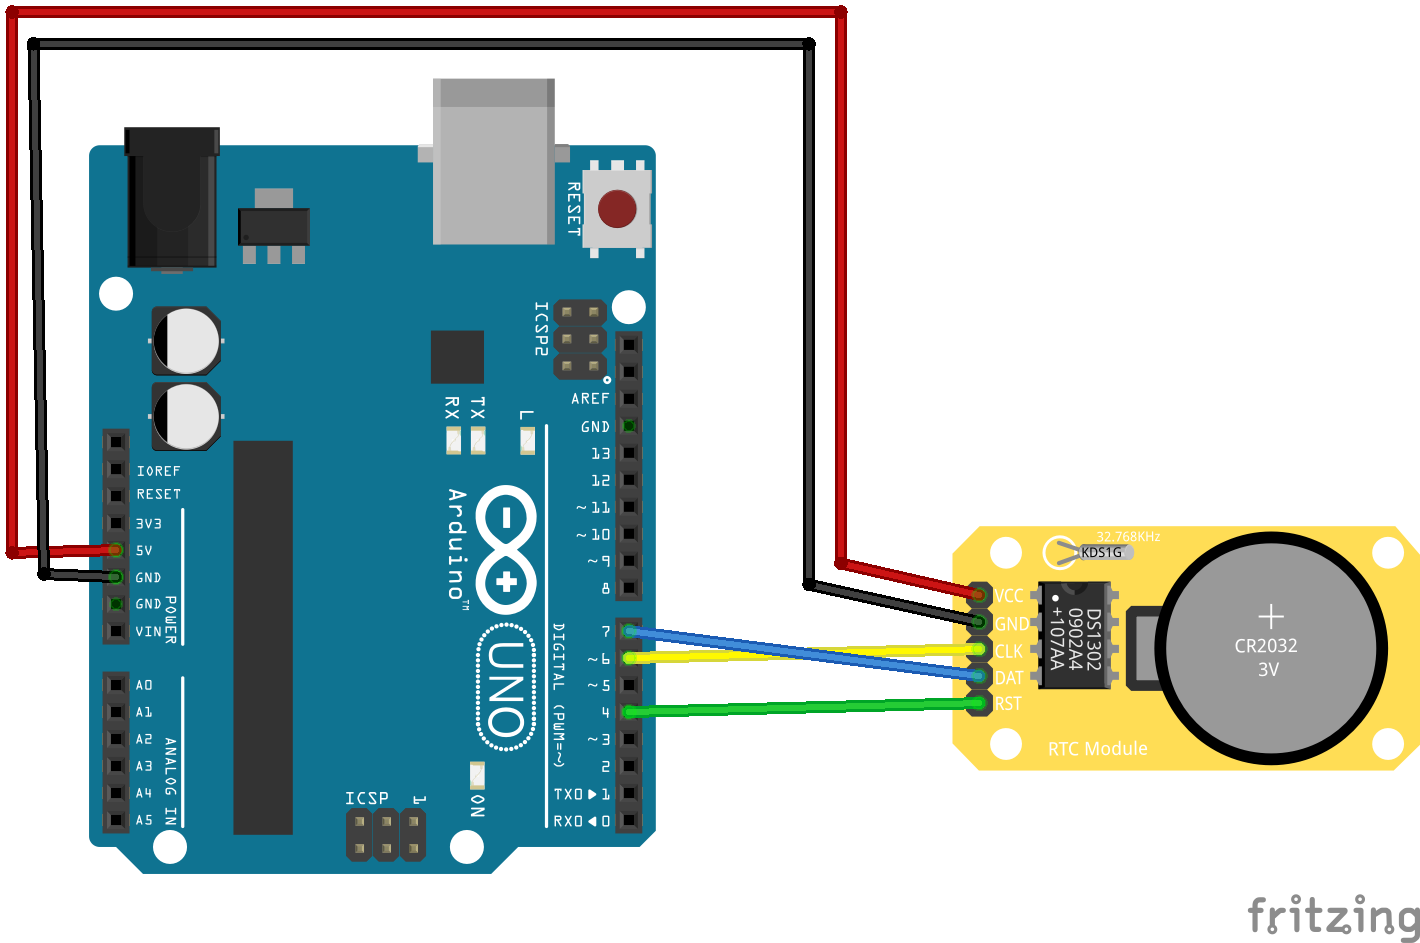 RESET
ICSP2
AREF
GND
13
12
~11
~10
~9
8
RX
TX
L
IOREF
RESET
3V3
5V
GND
GND
VIN
POWER
Arduino™
UNO
7
~6
~5
4
~3
2
TX0▶1
RX0◀0
DIGITAL (PWM=~)
A0
A1
A2
A3
A4
A5
ANALOG IN
ICSP
1
ON
32.768KHz
KDS1G
VCC
GND
CLK
DAT
RST
DS1302
0902A4
+107AA
CR2032
3V
RTC Module
fritzing